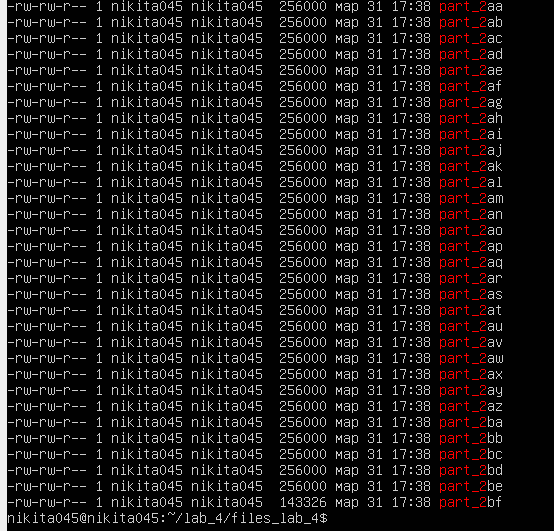 -rw-rw-r-- 1 nikita045 nikita045 256000 мар 31 17:38 part_2aa
-rw-rw-r-- 1 nikita045 nikita045 256000 мар 31 17:38 part_2ab
-rw-rw-r-- 1 nikita045 nikita045 256000 мар 31 17:38 part_2ac
-rw-rw-r-- 1 nikita045 nikita045 256000 мар 31 17:38 part_2ad
-rw-rw-r-- 1 nikita045 nikita045 256000 мар 31 17:38 part_2ae
-rw-rw-r-- 1 nikita045 nikita045 256000 мар 31 17:38 part_2af
-rw-rw-r-- 1 nikita045 nikita045 256000 мар 31 17:38 part_2ag
-rw-rw-r-- 1 nikita045 nikita045 256000 мар 31 17:38 part_2ah
-rw-rw-r-- 1 nikita045 nikita045 256000 мар 31 17:38 part_2ai
-rw-rw-r-- 1 nikita045 nikita045 256000 мар 31 17:38 part_2aj
-rw-rw-r-- 1 nikita045 nikita045 256000 мар 31 17:38 part_2ak
-rw-rw-r-- 1 nikita045 nikita045 256000 мар 31 17:38 part_2al
-rw-rw-r-- 1 nikita045 nikita045 256000 мар 31 17:38 part_2am
-rw-rw-r-- 1 nikita045 nikita045 256000 мар 31 17:38 part_2an
-rw-rw-r-- 1 nikita045 nikita045 256000 мар 31 17:38 part_2ao
-rw-rw-r-- 1 nikita045 nikita045 256000 мар 31 17:38 part_2ap
-rw-rw-r-- 1 nikita045 nikita045 256000 мар 31 17:38 part_2aq
-rw-rw-r-- 1 nikita045 nikita045 256000 мар 31 17:38 part_2ar
-rw-rw-r-- 1 nikita045 nikita045 256000 мар 31 17:38 part_2as
-rw-rw-r-- 1 nikita045 nikita045 256000 мар 31 17:38 part_2at
-rw-rw-r-- 1 nikita045 nikita045 256000 мар 31 17:38 part_2au
-rw-rw-r-- 1 nikita045 nikita045 256000 мар 31 17:38 part_2av
-rw-rw-r-- 1 nikita045 nikita045 256000 мар 31 17:38 part_2aw
-rw-rw-r-- 1 nikita045 nikita045 256000 мар 31 17:38 part_2ax
-rw-rw-r-- 1 nikita045 nikita045 256000 мар 31 17:38 part_2ay
-rw-rw-r-- 1 nikita045 nikita045 256000 мар 31 17:38 part_2az
-rw-rw-r-- 1 nikita045 nikita045 256000 мар 31 17:38 part_2ba
-rw-rw-r-- 1 nikita045 nikita045 256000 мар 31 17:38 part_2bb
-rw-rw-r-- 1 nikita045 nikita045 256000 мар 31 17:38 part_2bc
-rw-rw-r-- 1 nikita045 nikita045 256000 мар 31 17:38 part_2bd
-rw-rw-r-- 1 nikita045 nikita045 256000 мар 31 17:38 part_2be
-rw-rw-r-- 1 nikita045 nikita045 143326 мар 31 17:38 part_2bf
nikita045@nikita045:~/lab_4/files_lab_4$